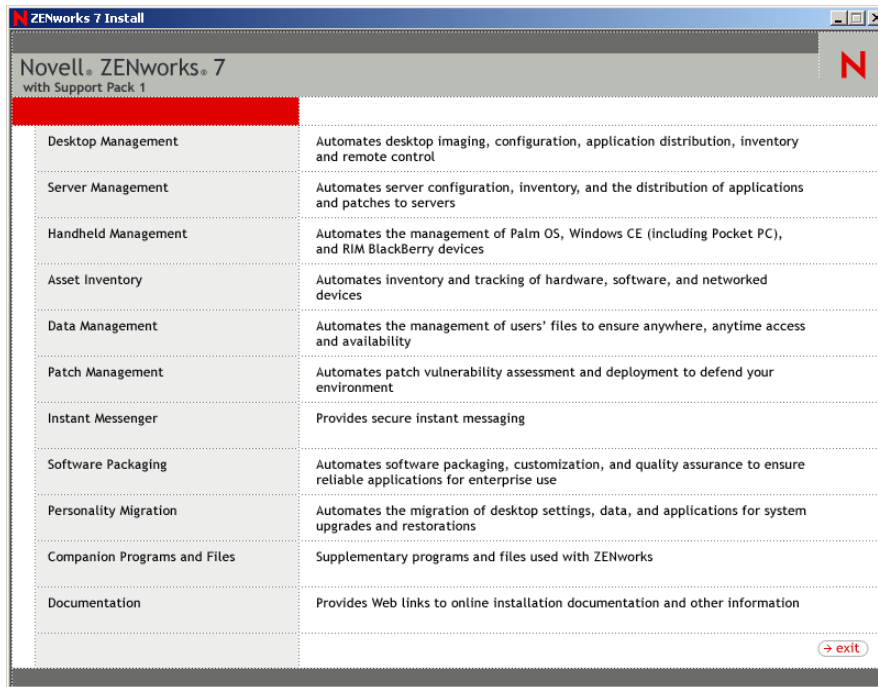 ZENworks 7 Install
Novell® ZENworks® 7
with Support Pack 1
N
Desktop Management
Automates desktop imaging, configuration, application distribution, inventory
and remote control
Server Management
Automates server configuration, inventory, and the distribution of applications
and patches to servers
Handheld Management
Automates the management of Palm OS, Windows CE (including Pocket PC),
and RIM BlackBerry devices
Asset Inventory
Automates inventory and tracking of hardware, software, and networked
devices
Data Management
Automates the management of users’ files to ensure anywhere, anytime access
and availability
Patch Management
Automates patch vulnerability assessment and deployment to defend your
environment
Instant Messenger
Provides secure instant messaging
Software Packaging
Automates software packaging, customization, and quality assurance to ensure
reliable applications for enterprise use
Personality Migration
Automates the migration of desktop settings, data, and applications for system
upgrades and restorations
Companion Programs and Files
Supplementary programs and files used with ZENworks
Documentation
Provides Web links to online installation documentation and other information
→ exit